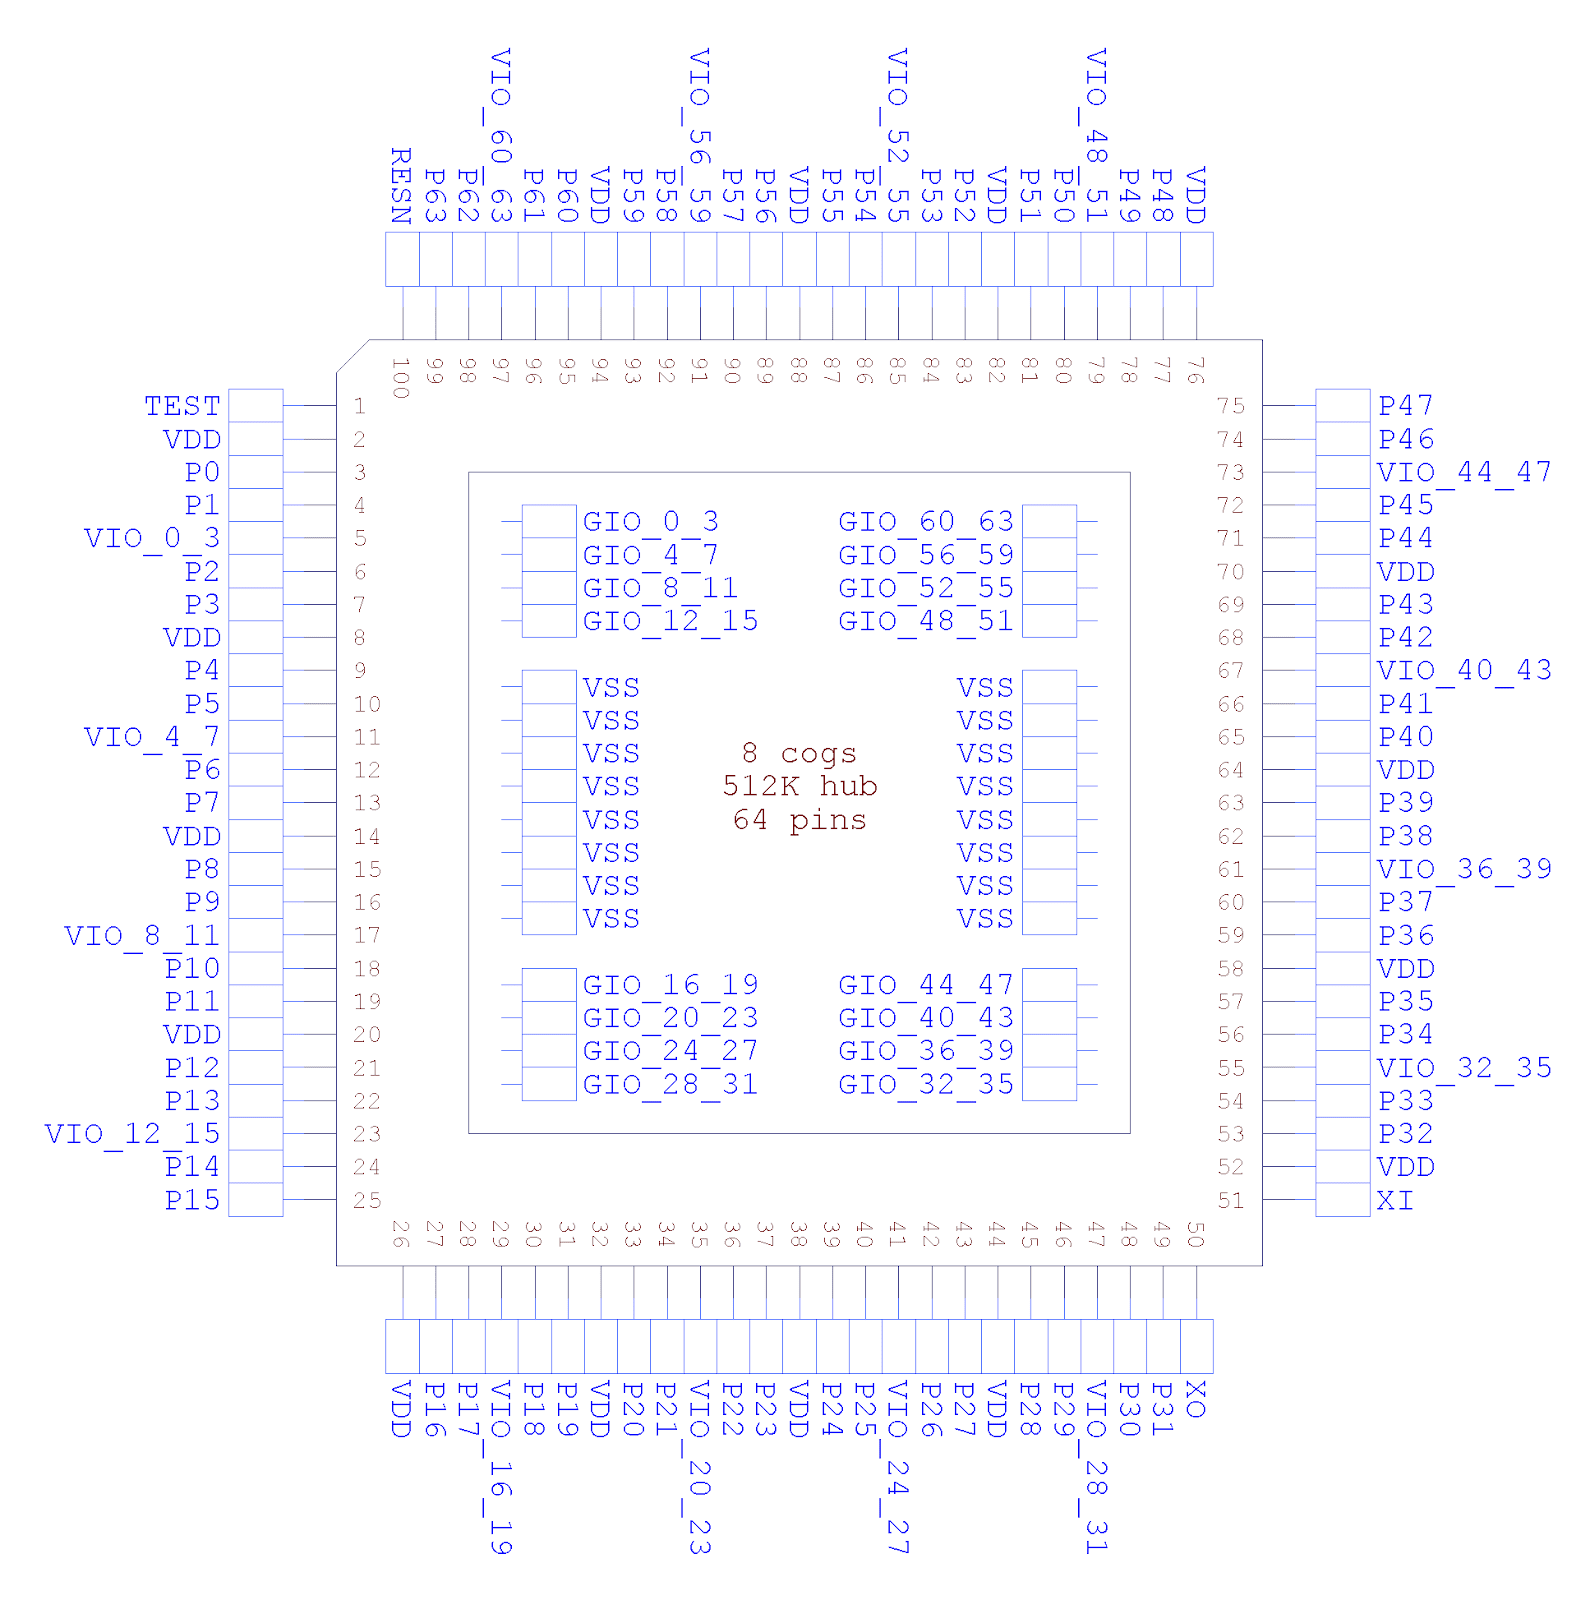 RESN
P63
P62
VIO_60_63
P61
P60
VDD
P59
P58
VIO_56_59
P57
P56
VDD
P55
P54
VIO_52_55
P53
P52
VDD
P51
P50
VIO_48_51
P49
P48
VDD
100
99
98
97
96
95
94
93
92
91
90
89
88
87
86
85
84
83
82
81
80
79
78
77
76
TEST 1
VDD 2
P0 3
P1 4
VIO_0_3 5
P2 6
P3 7
VDD 8
P4 9
P5 10
VIO_4_7 11
P6 12
P7 13
VDD 14
P8 15
P9 16
VIO_8_11 17
P10 18
P11 19
VDD 20
P12 21
P13 22
VIO_12_15 23
P14 24
P15 25
GIO_0_3
GIO_4_7
GIO_8_11
GIO_12_15
GIO_60_63
GIO_56_59
GIO_52_55
GIO_48_51
VSS
VSS
VSS
VSS
VSS
VSS
VSS
VSS
8 cogs
512K hub
64 pins
VSS
VSS
VSS
VSS
VSS
VSS
VSS
VSS
GIO_16_19
GIO_20_23
GIO_24_27
GIO_28_31
GIO_44_47
GIO_40_43
GIO_36_39
GIO_32_35
75 P47
74 P46
73 VIO_44_47
72 P45
71 P44
70 VDD
69 P43
68 P42
67 VIO_40_43
66 P41
65 P40
64 VDD
63 P39
62 P38
61 VIO_36_39
60 P37
59 P36
58 VDD
57 P35
56 P34
55 VIO_32_35
54 P33
53 P32
52 VDD
51 XI
26
27
28
29
30
31
32
33
34
35
36
37
38
39
40
41
42
43
44
45
46
47
48
49
50
VDD
P16
P17
VIO_16_19
P18
P19
VDD
P20
P21
VIO_20_23
P22
P23
VDD
P24
P25
VIO_24_27
P26
P27
VDD
P28
P29
VIO_28_31
P30
P31
XO